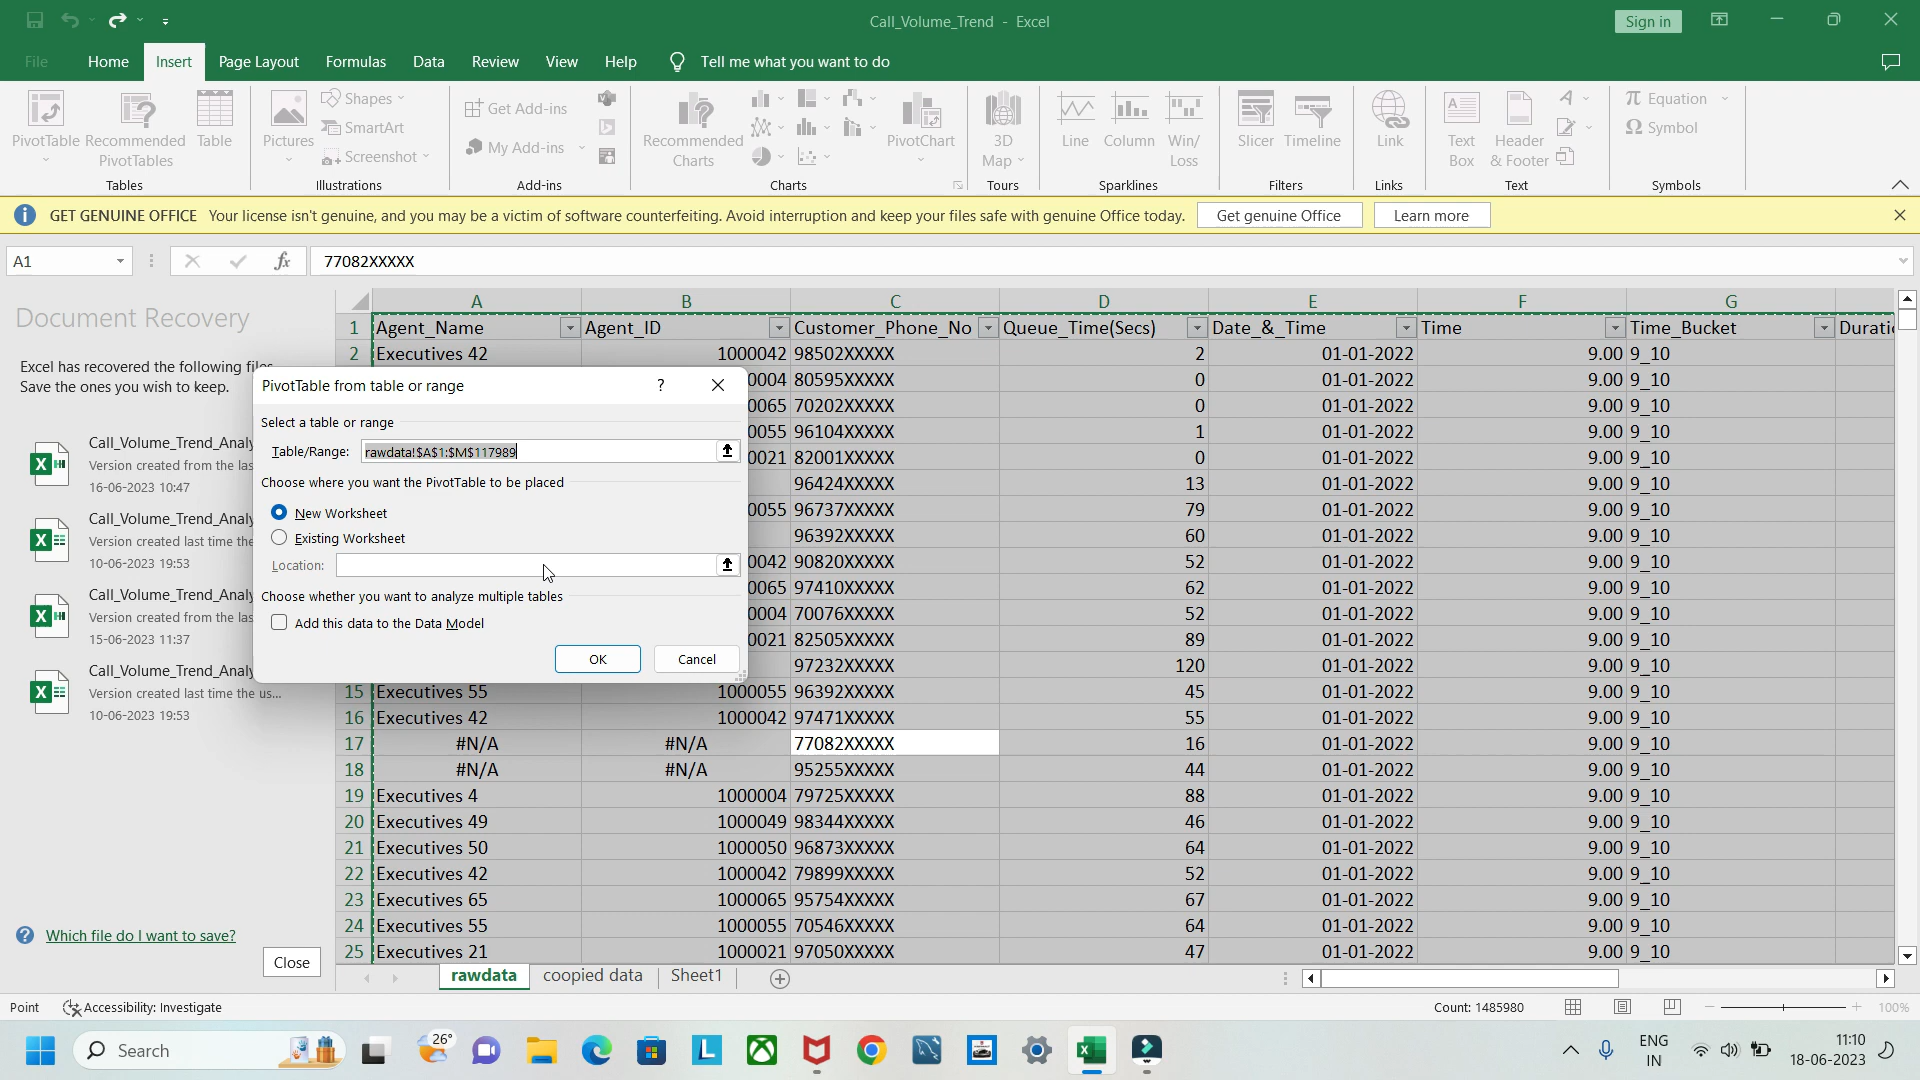 Call_Volume_Trend - Excel
Sign in
File Home Insert Page Layout Formulas Data Review View Help Tell me what you want to do
PivotTable Recommended PivotTables Table
Tables
Pictures Shapes SmartArt Screenshot
Illustrations
Get Add-ins My Add-ins
Add-ins
Recommended Charts PivotChart
Charts
3D Map
Tours
Line Column Win/Loss
Sparklines
Slicer Timeline
Filters
Link
Links
Text Box Header & Footer
Text
Equation Symbol
Symbols
GET GENUINE OFFICE Your license isn't genuine, and you may be a victim of software counterfeiting. Avoid interruption and keep your files safe with genuine Office today. Get genuine Office Learn more
A1 fx 77082XXXXX
Document Recovery
Excel has recovered the following files.
Save the ones you wish to keep.
Call_Volume_Trend_Analy
Version created from the las
16-06-2023 10:47
Call_Volume_Trend_Analy
Version created last time the
10-06-2023 19:53
Call_Volume_Trend_Analy
Version created from the las
15-06-2023 11:37
Call_Volume_Trend_Analy
Version created last time the us...
10-06-2023 19:53
Which file do I want to save?
Close
PivotTable from table or range ?
Select a table or range
Table/Range: rawdata!$A$1:$M$117989
Choose where you want the PivotTable to be placed
New Worksheet
Existing Worksheet
Location:
Choose whether you want to analyze multiple tables
Add this data to the Data Model
OK Cancel
A B C D E F G
1 Agent_Name Agent_ID Customer_Phone_No Queue_Time(Secs) Date_&_Time Time Time_Bucket Duratio
2 Executives 42 1000042 98502XXXXX 2 01-01-2022 9.00 9_10
0004 80595XXXXX 0 01-01-2022 9.00 9_10
0065 70202XXXXX 0 01-01-2022 9.00 9_10
0055 96104XXXXX 1 01-01-2022 9.00 9_10
0021 82001XXXXX 0 01-01-2022 9.00 9_10
96424XXXXX 13 01-01-2022 9.00 9_10
0055 96737XXXXX 79 01-01-2022 9.00 9_10
96392XXXXX 60 01-01-2022 9.00 9_10
0042 90820XXXXX 52 01-01-2022 9.00 9_10
0065 97410XXXXX 62 01-01-2022 9.00 9_10
0004 70076XXXXX 52 01-01-2022 9.00 9_10
0021 82505XXXXX 89 01-01-2022 9.00 9_10
97232XXXXX 120 01-01-2022 9.00 9_10
15 Executives 55 1000055 96392XXXXX 45 01-01-2022 9.00 9_10
16 Executives 42 1000042 97471XXXXX 55 01-01-2022 9.00 9_10
17 #N/A #N/A 77082XXXXX 16 01-01-2022 9.00 9_10
18 #N/A #N/A 95255XXXXX 44 01-01-2022 9.00 9_10
19 Executives 4 1000004 79725XXXXX 88 01-01-2022 9.00 9_10
20 Executives 49 1000049 98344XXXXX 46 01-01-2022 9.00 9_10
21 Executives 50 1000050 96873XXXXX 64 01-01-2022 9.00 9_10
22 Executives 42 1000042 79899XXXXX 52 01-01-2022 9.00 9_10
23 Executives 65 1000065 95754XXXXX 67 01-01-2022 9.00 9_10
24 Executives 55 1000055 70546XXXXX 64 01-01-2022 9.00 9_10
25 Executives 21 1000021 97050XXXXX 47 01-01-2022 9.00 9_10
rawdata coopied data Sheet1
Point Accessibility: Investigate Count: 1485980 100%
Search 26° ENG IN 11:10 18-06-2023